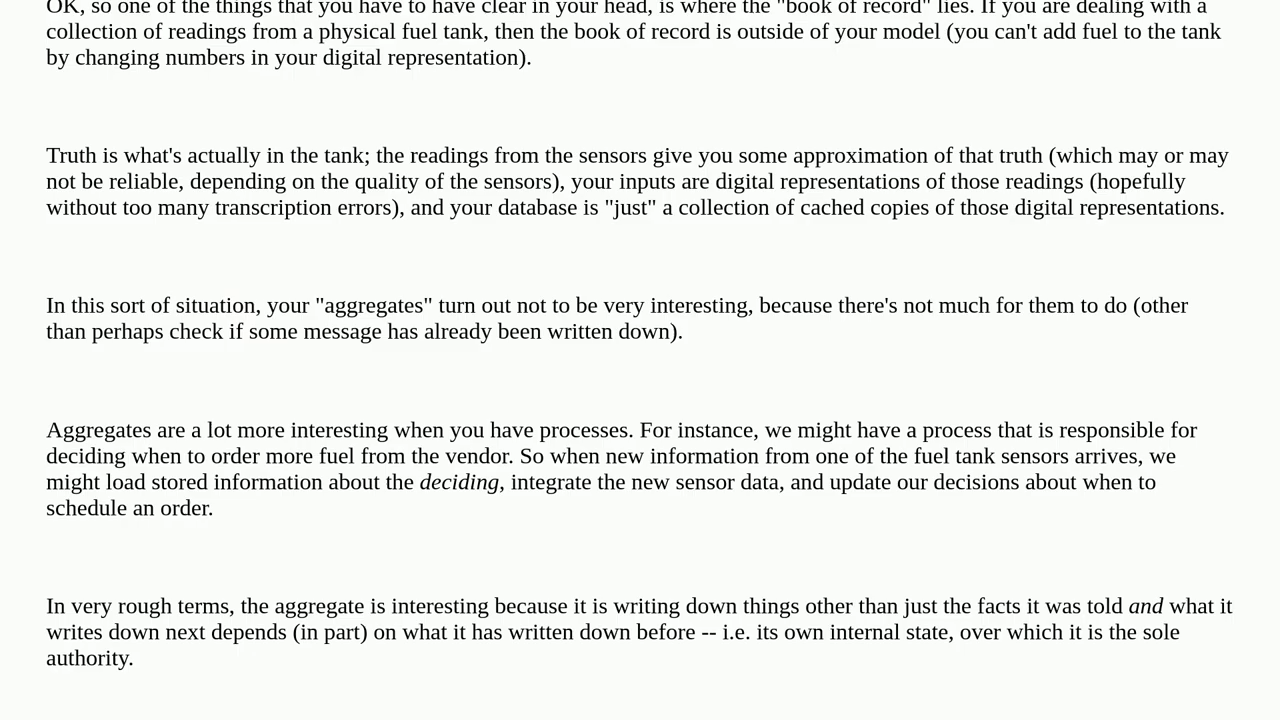 OK, so one of the things that you have to have clear in your head, is where the "book of record" lies. If you are dealing with a
collection of readings from a physical fuel tank, then the book of record is outside of your model (you can't add fuel to the tank
by changing numbers in your digital representation).
Truth is what's actually in the tank; the readings from the sensors give you some approximation of that truth (which may or may
not be reliable, depending on the quality of the sensors), your inputs are digital representations of those readings (hopefully
without too many transcription errors), and your database is "just" a collection of cached copies of those digital representations.
In this sort of situation, your "aggregates" turn out not to be very interesting, because there's not much for them to do (other
than perhaps check if some message has already been written down).
Aggregates are a lot more interesting when you have processes. For instance, we might have a process that is responsible for
deciding when to order more fuel from the vendor. So when new information from one of the fuel tank sensors arrives, we
might load stored information about the deciding, integrate the new sensor data, and update our decisions about when to
schedule an order.
In very rough terms, the aggregate is interesting because it is writing down things other than just the facts it was told and what it
writes down next depends (in part) on what it has written down before -- i.e. its own internal state, over which it is the sole
authority.